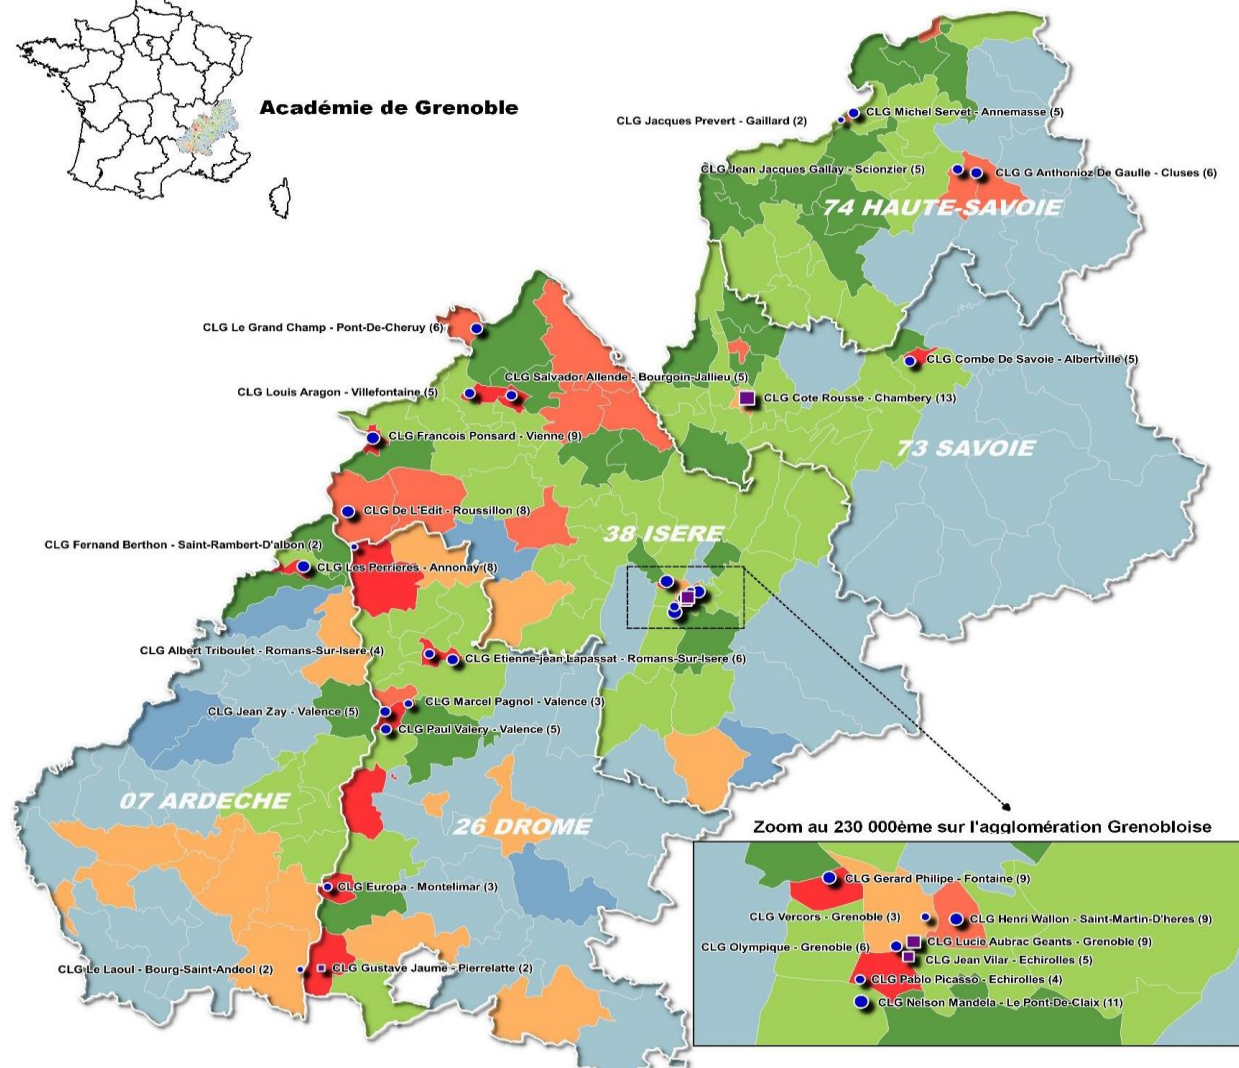 Académie de Grenoble
CLG Jacques Prevert - Gaillard (2)
CLG Michel Servet - Annemasse (5)
CLG Jean Jacques Gallay - Scionzier (5)
CLG G Anthonioz De Gaulle - Cluses (6)
74 HAUTE-SAVOIE
CLG Le Grand Champ - Pont-De-Cheruy (6)
CLG Combe De Savoie - Albertville (5)
CLG Salvador Allende - Bourgoin-Jallieu (5)
CLG Louis Aragon - Villefontaine (5)
CLG Cote Rousse - Chambery (13)
CLG Francois Ponsard - Vienne (9)
73 SAVOIE
CLG De L'Edit - Roussillon (8)
38 ISERE
CLG Fernand Berthon - Saint-Rambert-D'albon (2)
CLG Les Perrieres - Annonay (8)
CLG Albert Triboulet - Romans-Sur-Isere (4)
CLG Etienne-jean Lapassat - Romans-Sur-Isere (6)
CLG Marcel Pagnol - Valence (3)
CLG Jean Zay - Valence (5)
CLG Paul Valery - Valence (5)
07 ARDECHE
26 DROME
Zoom au 230 000ème sur l'agglomération Grenobloise
CLG Gerard Philipe - Fontaine (9)
CLG Europa - Montelimar (3)
CLG Vercors - Grenoble (3)
CLG Henri Wallon - Saint-Martin-D'heres (9)
CLG Olympique - Grenoble (6)
CLG Lucie Aubrac Geants - Grenoble (9)
CLG Jean Vilar - Echirolles (5)
CLG Le Laoul - Bourg-Saint-Andeol (2)
CLG Gustave Jaume - Pierrelatte (2)
CLG Pablo Picasso - Echirolles (4)
CLG Nelson Mandela - Le Pont-De-Claix (11)